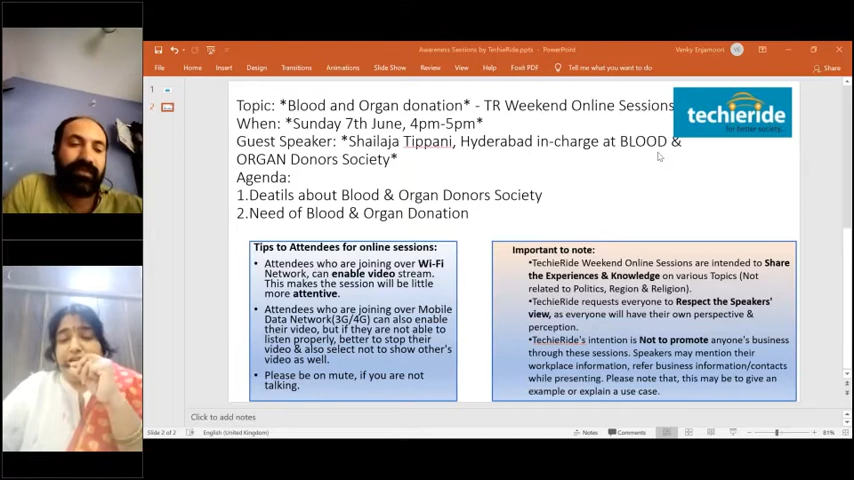 Awareness Sessions by TechieRide.pptx - PowerPoint
Venky Enjamoori
VE
File
Home
Insert
Design
Transitions
Animations
Slide Show
Review
View
Help
Foxit PDF
Tell me what you want to do
Share
1
2
Topic: *Blood and Organ donation* - TR Weekend Online Sessions
When: *Sunday 7th June, 4pm-5pm*
Guest Speaker: *Shailaja Tippani, Hyderabad in-charge at BLOOD &
ORGAN Donors Society*
Agenda:
1.Deatils about Blood & Organ Donors Society
2.Need of Blood & Organ Donation
techieride
for better society.
Tips to Attendees for online sessions:
• Attendees who are joining over Wi-Fi
Network, can enable video stream.
This makes the session will be little
more attentive.
• Attendees who are joining over Mobile
Data Network(3G/4G) can also enable
their video, but if they are not able to
listen properly, better to stop their
video & also select not to show other's
video as well.
• Please be on mute, if you are not
talking.
Important to note:
•TechieRide Weekend Online Sessions are intended to Share
the Experiences & Knowledge on various Topics (Not
related to Politics, Region & Religion).
•TechieRide requests everyone to Respect the Speakers'
view, as everyone will have their own perspective &
perception.
•TechieRide's intention is Not to promote anyone's business
through these sessions. Speakers may mention their
workplace information, refer business information/contacts
while presenting. Please note that, this may be to give an
example or explain a use case.
Click to add notes
Slide 2 of 2
English (United Kingdom)
Notes
Comments
81%